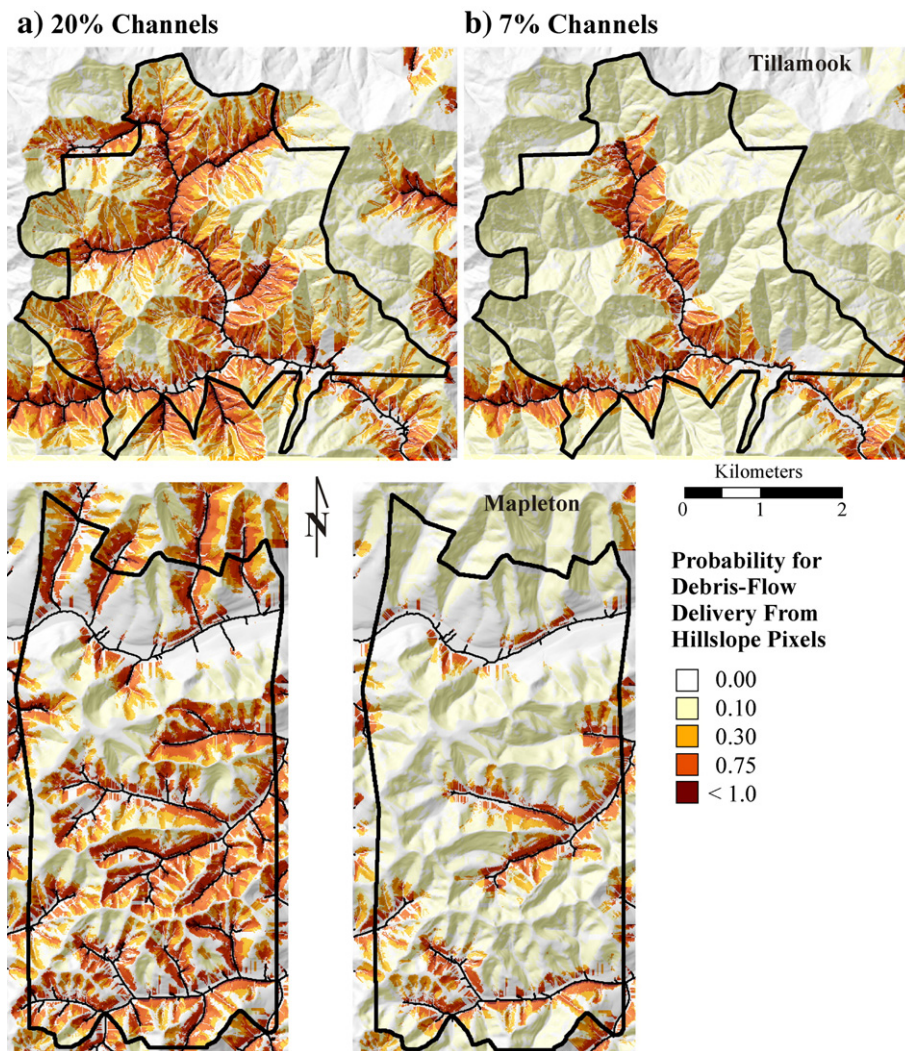 a) 20% Channels
b) 7% Channels
Tillamook
N
Mapleton
Kilometers
0 1 2
Probability for
Debris-Flow
Delivery From
Hillslope Pixels
0.00
0.10
0.30
0.75
< 1.0